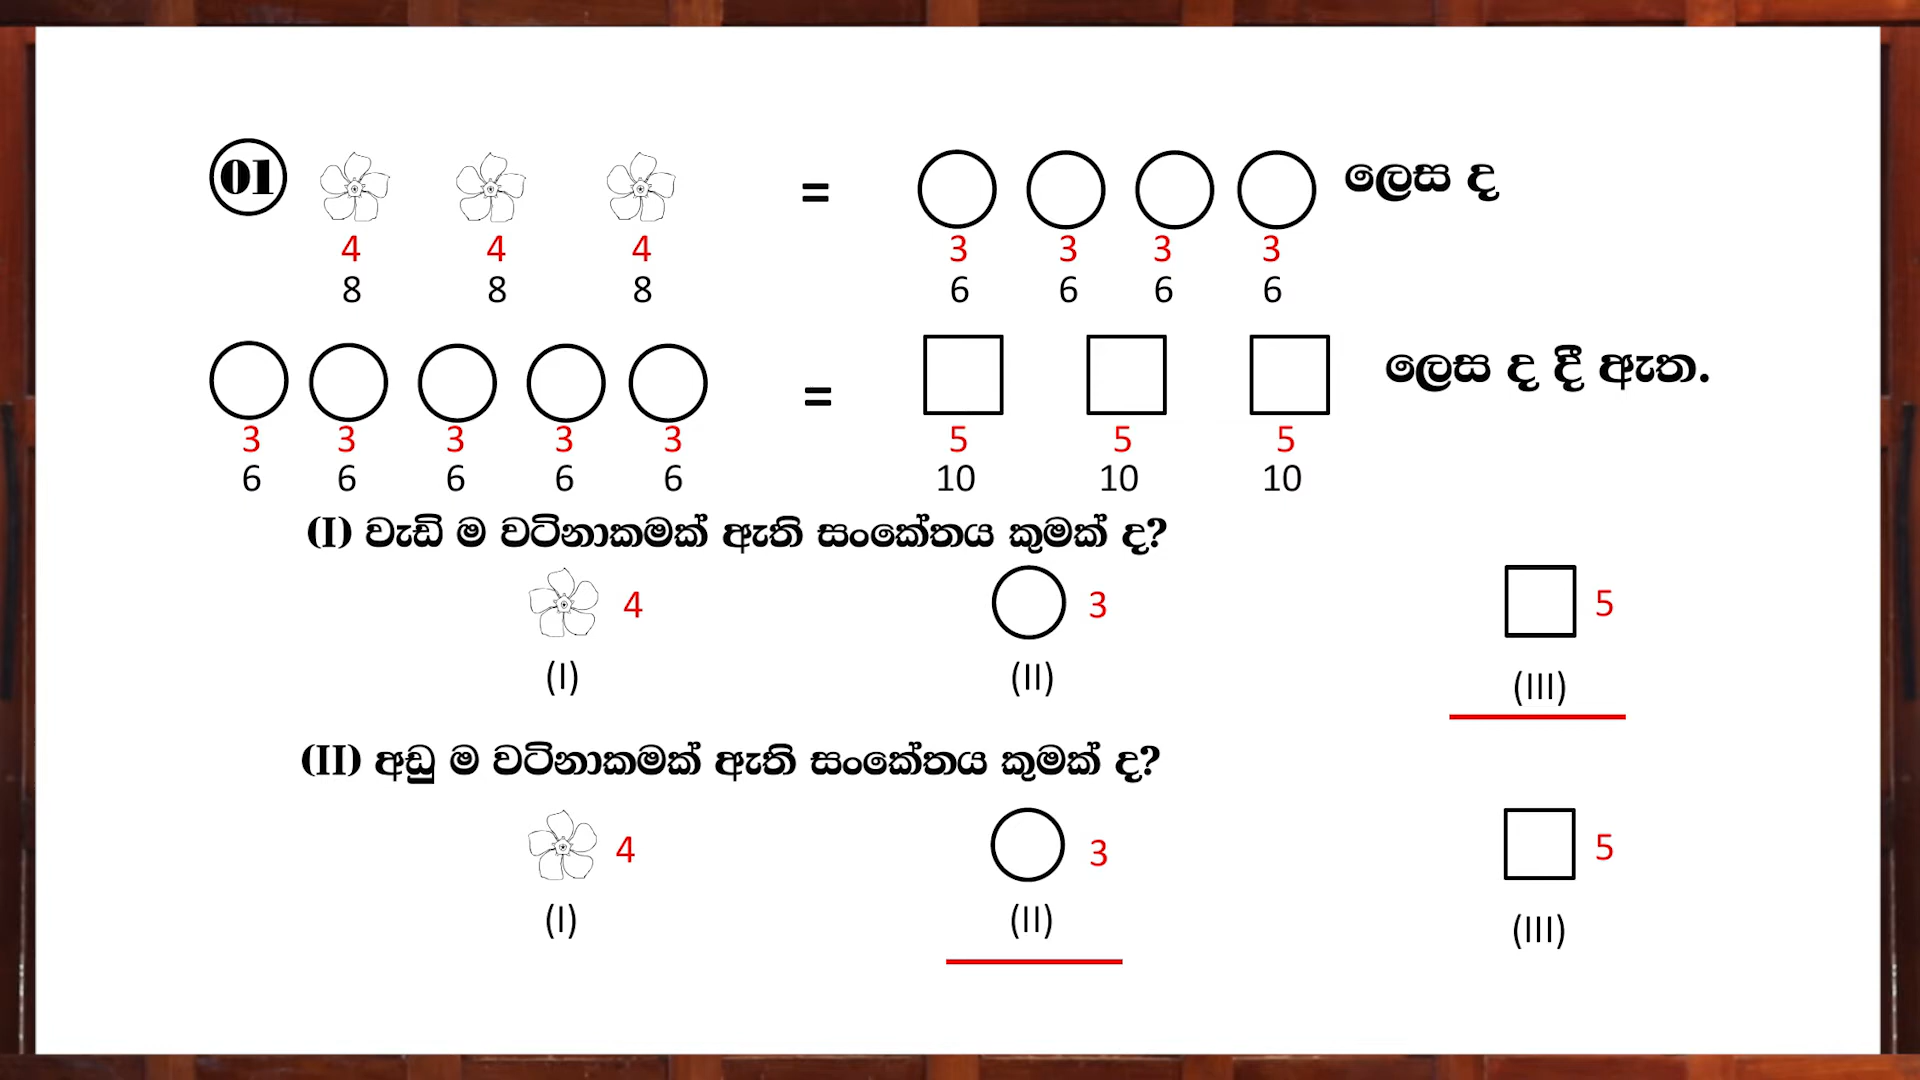 01 = ලෙස ද
4 4 4 3 3 3 3
8 8 8 6 6 6 6
= ලෙස ද දී ඇත.
3 3 3 3 3 5 5 5
6 6 6 6 6 10 10 10
(I) වැඩි ම වටිනාකමක් ඇති සංකේතය කුමක් ද?
4 3 5
(I) (II) (III)
(II) අඩු ම වටිනාකමක් ඇති සංකේතය කුමක් ද?
4 3 5
(I) (II) (III)